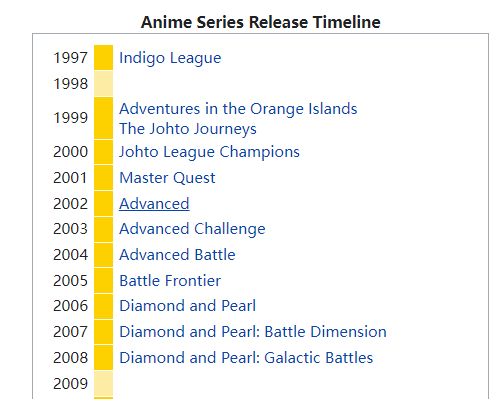 Anime Series Release Timeline
1997 Indigo League
1998
1999 Adventures in the Orange Islands
The Johto Journeys
2000 Johto League Champions
2001 Master Quest
2002 Advanced
2003 Advanced Challenge
2004 Advanced Battle
2005 Battle Frontier
2006 Diamond and Pearl
2007 Diamond and Pearl: Battle Dimension
2008 Diamond and Pearl: Galactic Battles
2009